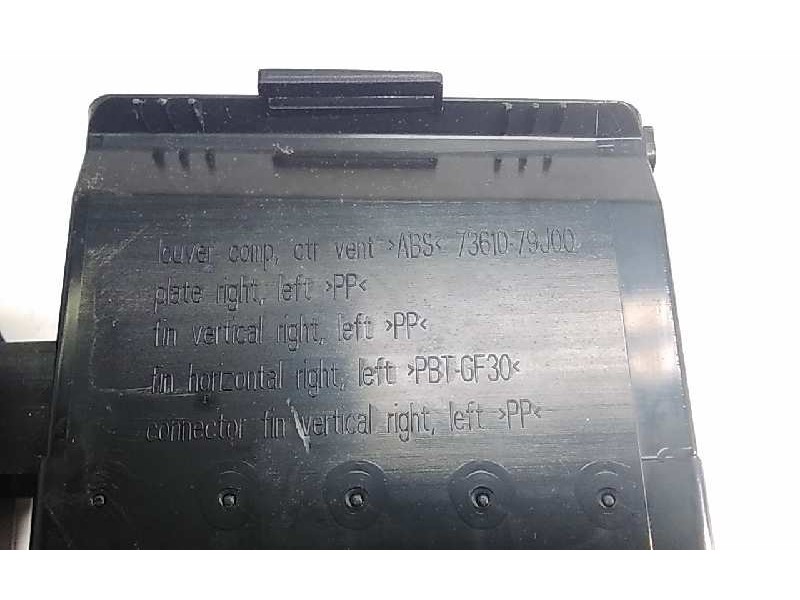 louver comp, ctr vent >ABS< 73610-79J00
plate right, left >PP<
fin vertical right, left >PP<
fin horizontal right, left >PBT-GF30<
connector fin vertical right, left >PP<